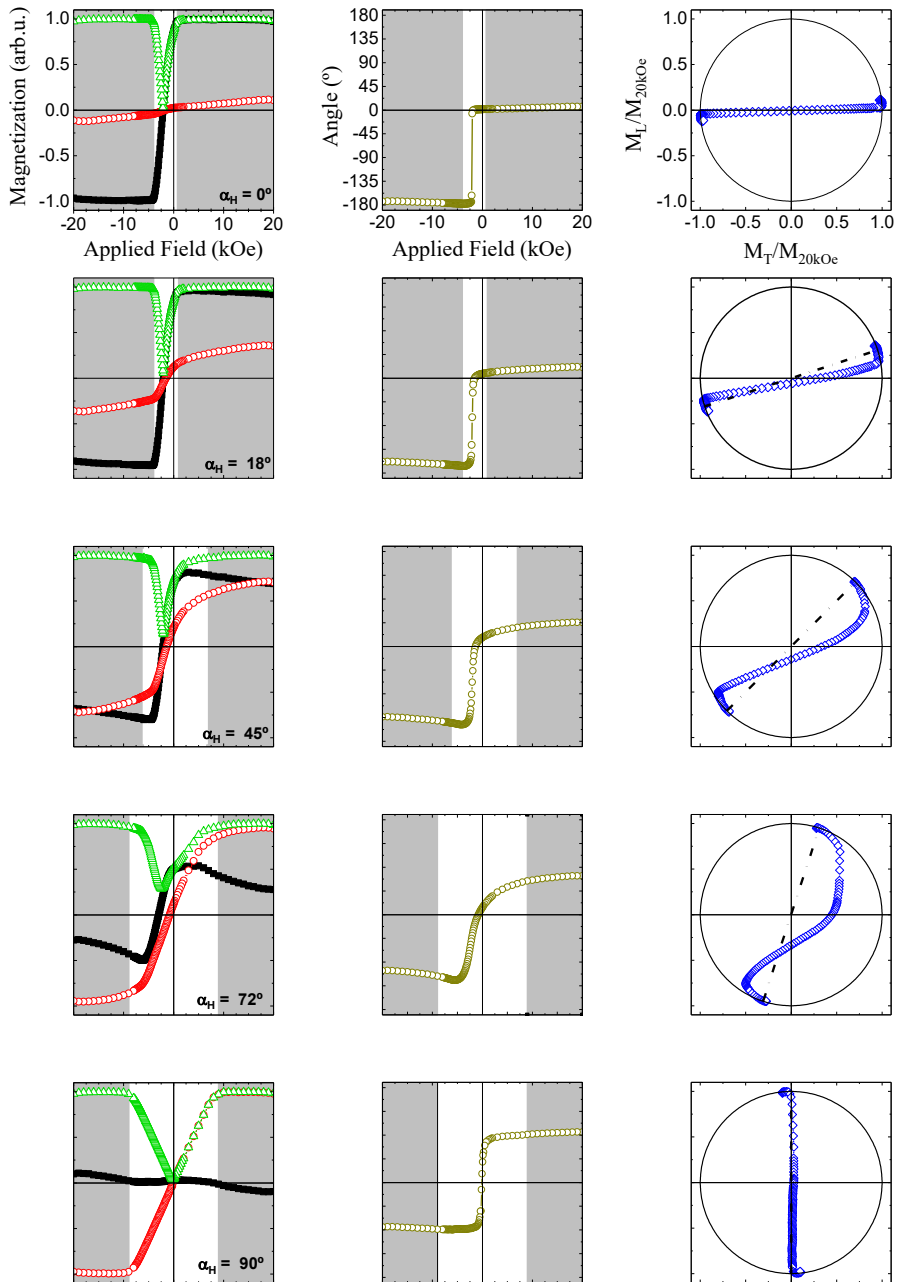 Magnetization (arb.u.)
1.0
0.5
0.0
-0.5
-1.0
α_H = 0º
-20 -10 0 10 20
Applied Field (kOe)
Angle (º)
180
135
90
45
0
-45
-90
-135
-180
-20 -10 0 10 20
Applied Field (kOe)
M_L/M_20kOe
1.0
0.5
0.0
-0.5
-1.0
-1.0 -0.5 0.0 0.5 1.0
M_T/M_20kOe
α_H = 18º
α_H = 45º
α_H = 72º
α_H = 90º